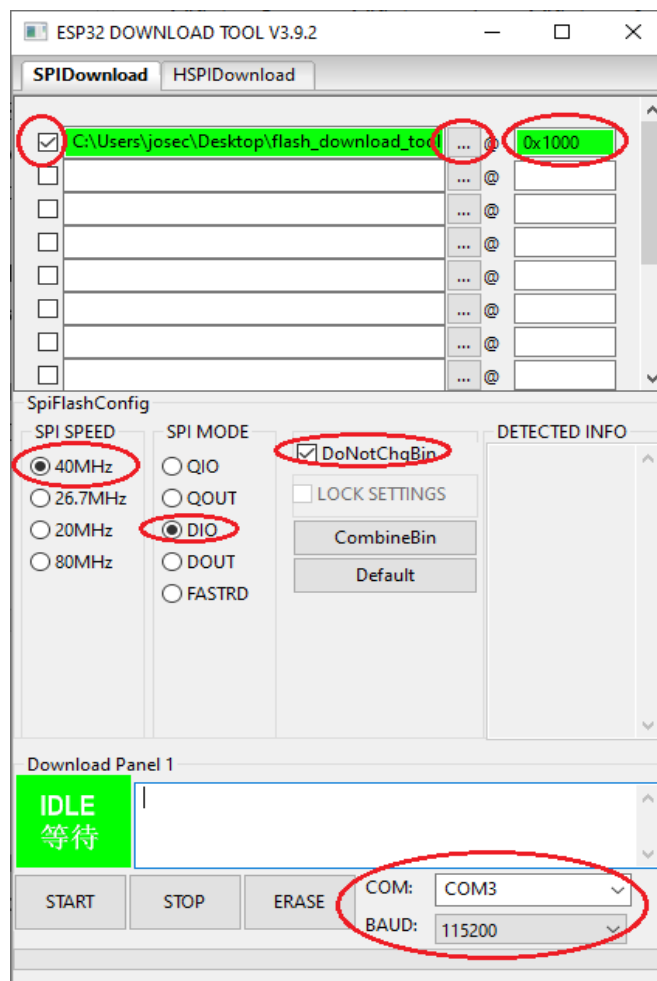 ESP32 DOWNLOAD TOOL V3.9.2
SPIDownload HSPIDownload
C:\Users\josec\Desktop\flash_download_tool ... @ 0x1000
... @
... @
... @
... @
... @
... @
... @
SpiFlashConfig
SPI SPEED
40MHz
26.7MHz
20MHz
80MHz
SPI MODE
QIO
QOUT
DIO
DOUT
FASTRD
DoNotChgBin
LOCK SETTINGS
CombineBin
Default
DETECTED INFO
Download Panel 1
IDLE
等待
START STOP ERASE
COM: COM3
BAUD: 115200